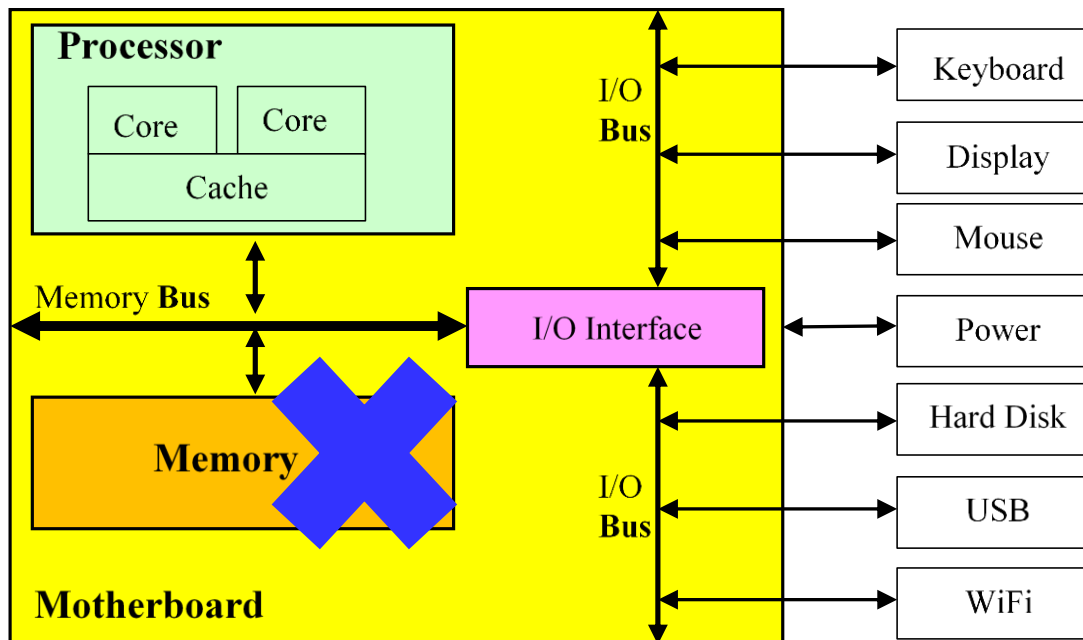 Processor
Core
Core
Cache
Memory Bus
Memory
Motherboard
I/O
Bus
I/O Interface
I/O
Bus
Keyboard
Display
Mouse
Power
Hard Disk
USB
WiFi